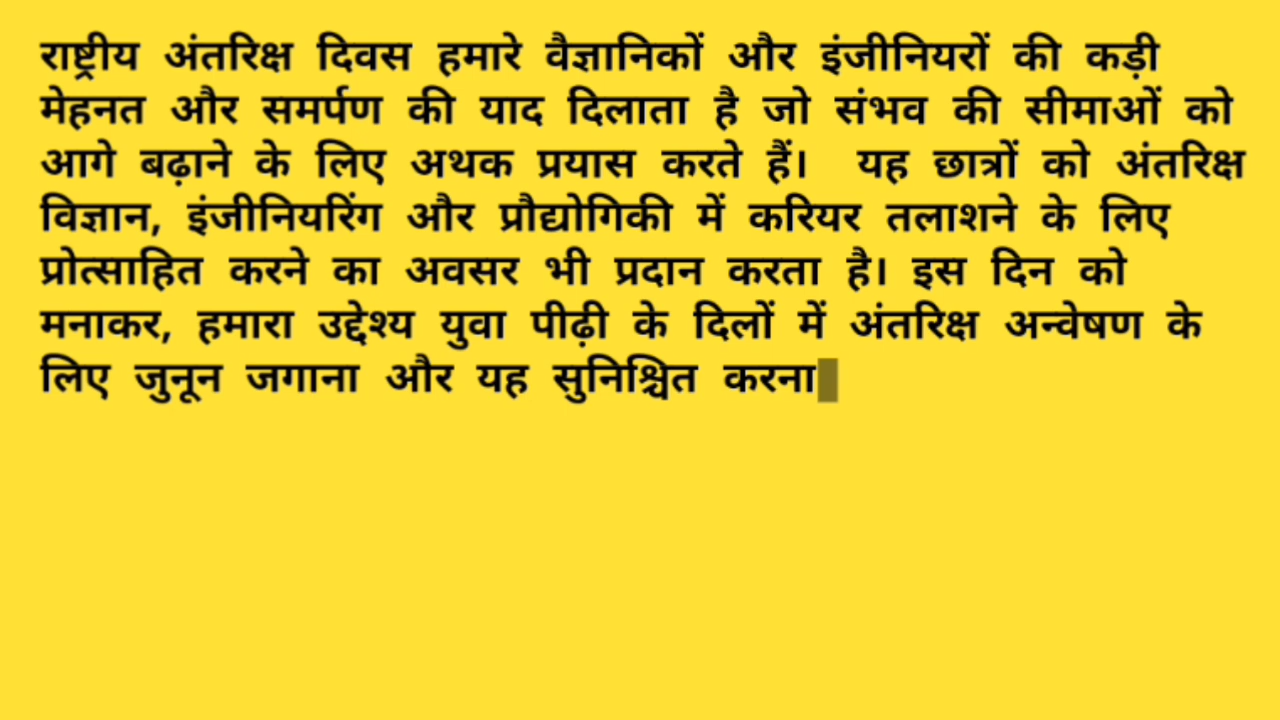 राष्ट्रीय अंतरिक्ष दिवस हमारे वैज्ञानिकों और इंजीनियरों की कड़ी
मेहनत और समर्पण की याद दिलाता है जो संभव की सीमाओं को
आगे बढ़ाने के लिए अथक प्रयास करते हैं। यह छात्रों को अंतरिक्ष
विज्ञान, इंजीनियरिंग और प्रौद्योगिकी में करियर तलाशने के लिए
प्रोत्साहित करने का अवसर भी प्रदान करता है। इस दिन को
मनाकर, हमारा उद्देश्य युवा पीढ़ी के दिलों में अंतरिक्ष अन्वेषण के
लिए जुनून जगाना और यह सुनिश्चित करना